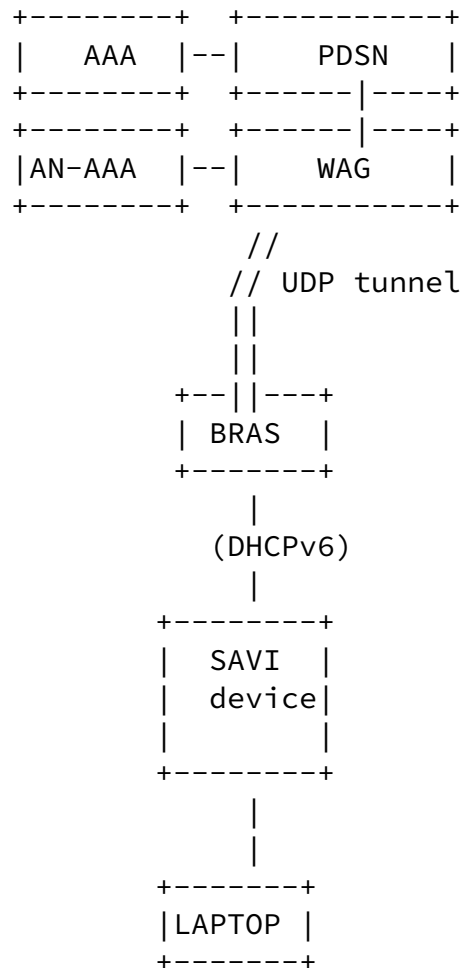 AAA PDSN
AN-AAA WAG
UDP tunnel
BRAS
(DHCPv6)
SAVI
device
LAPTOP